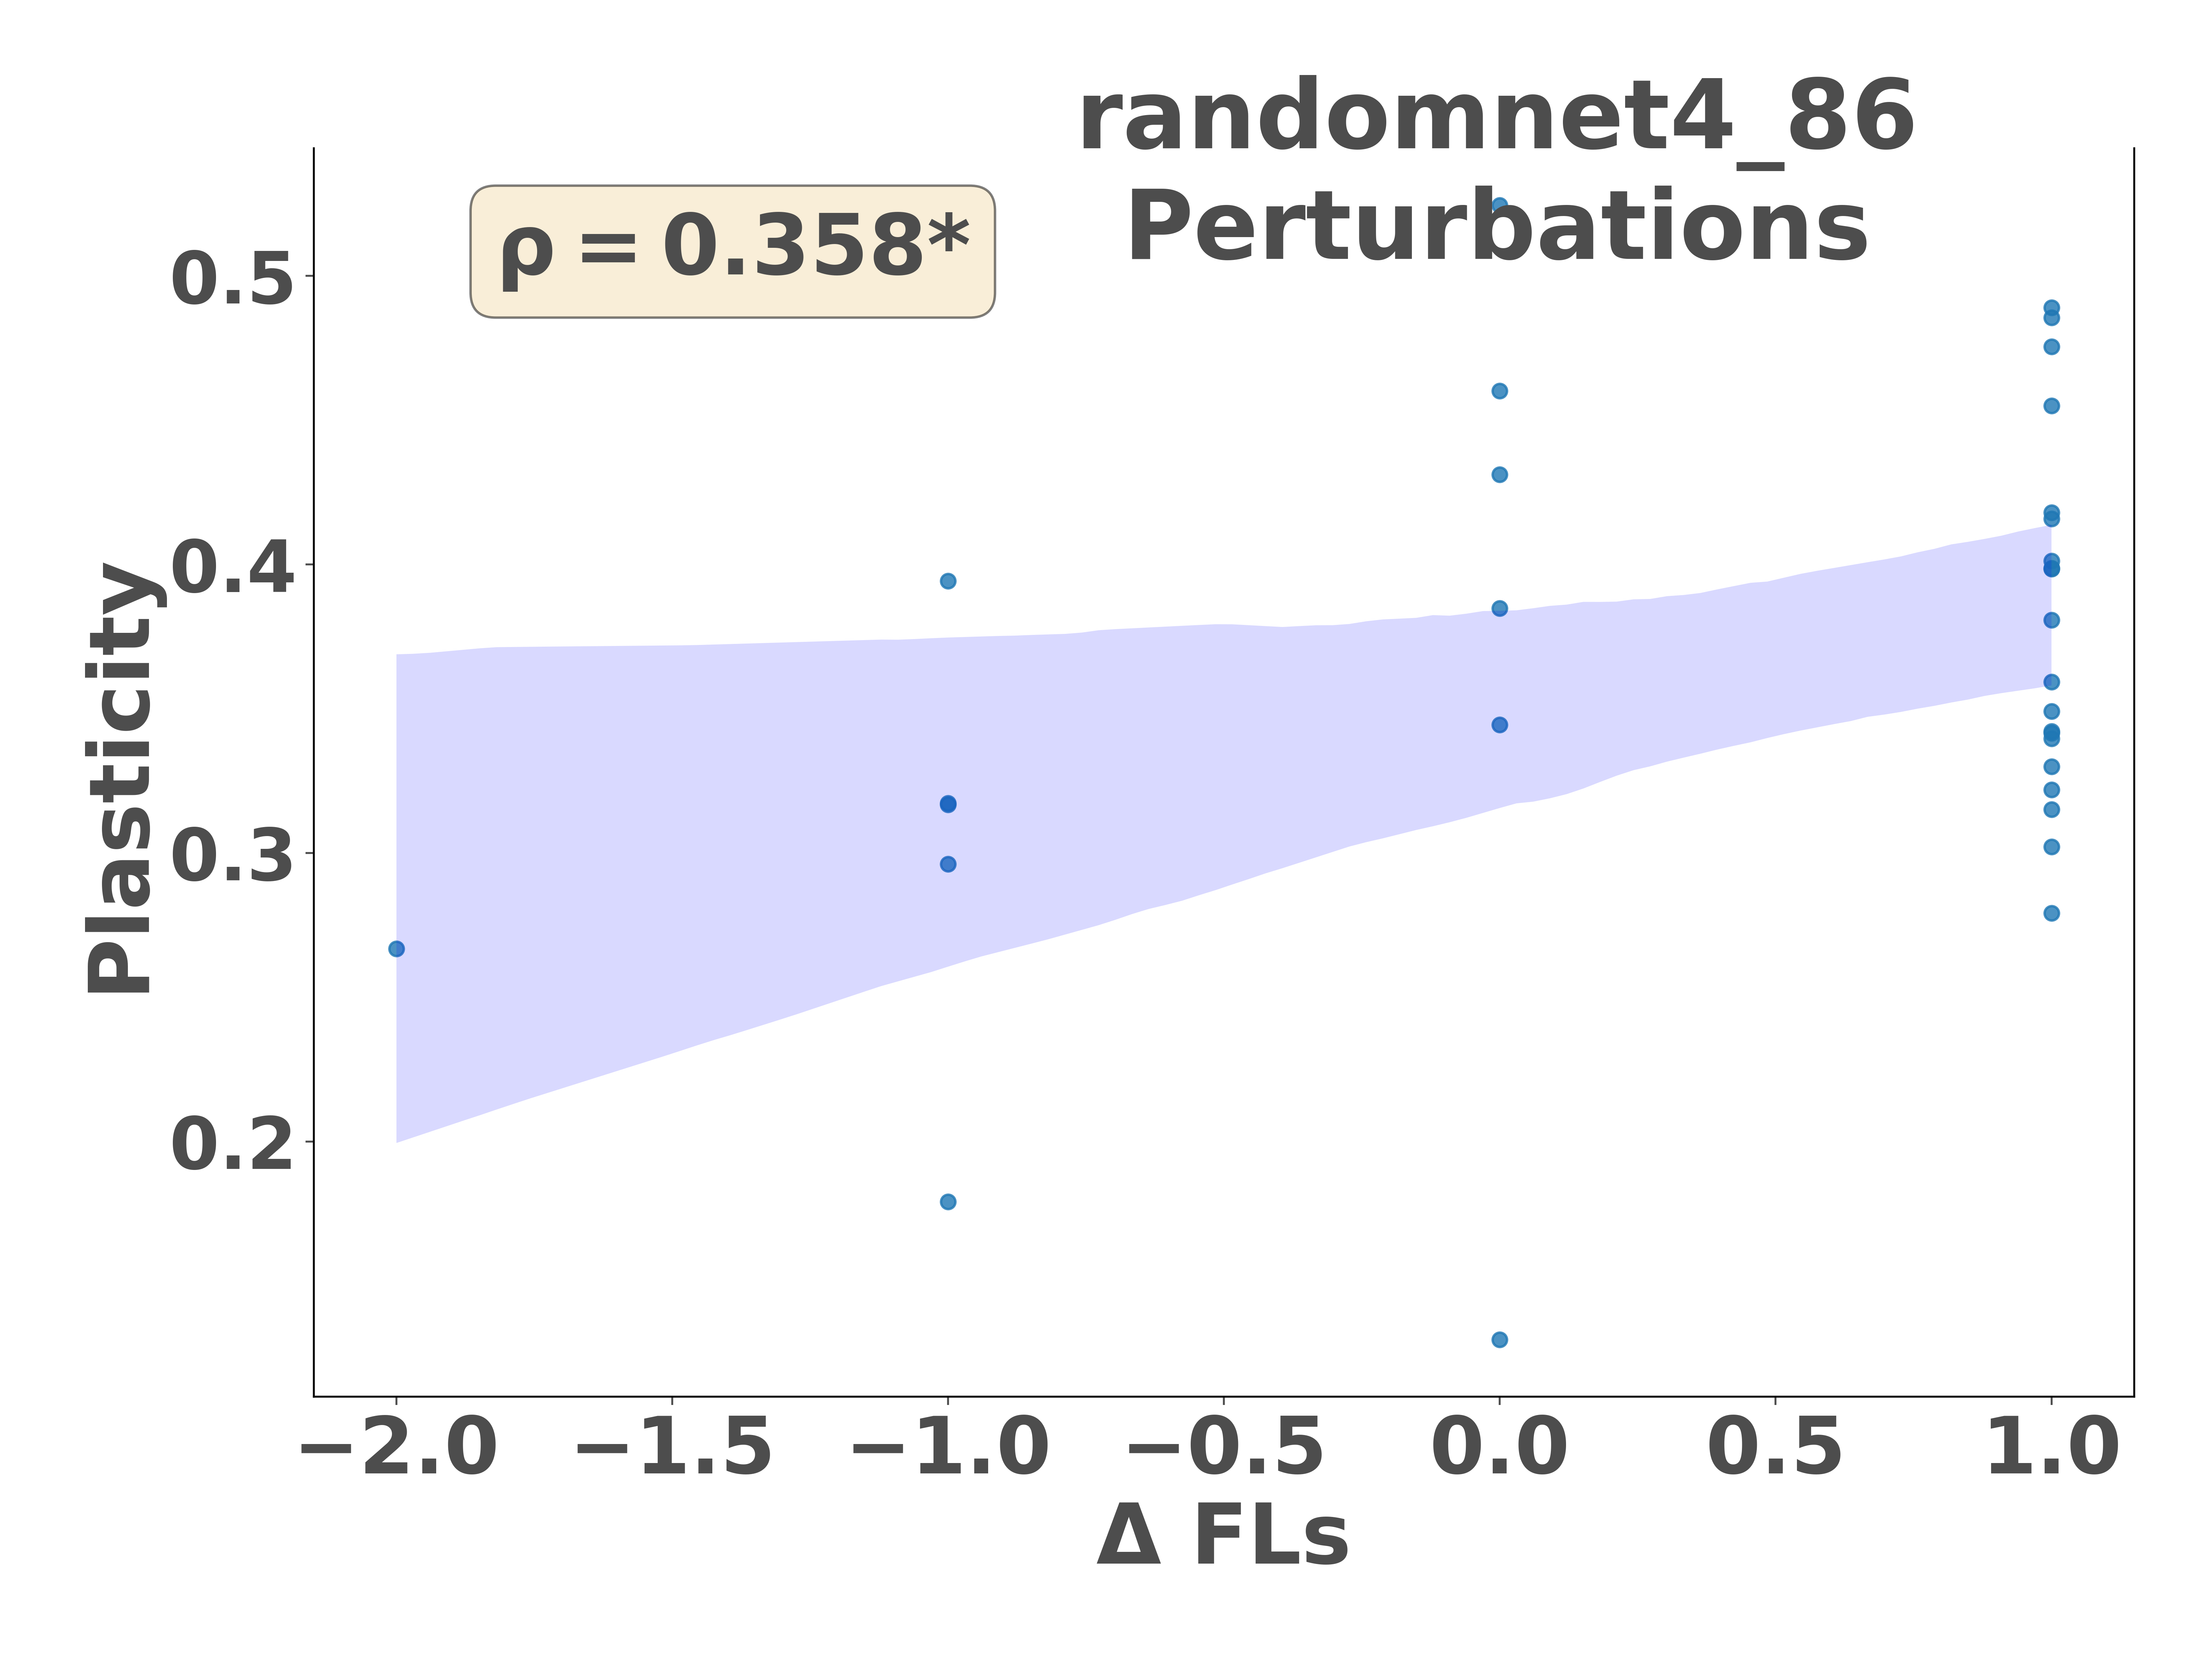 randomnet4_86
Perturbations
ρ = 0.358*
Plasticity
0.5
0.4
0.3
0.2
−2.0 −1.5 −1.0 −0.5 0.0 0.5 1.0
Δ FLs